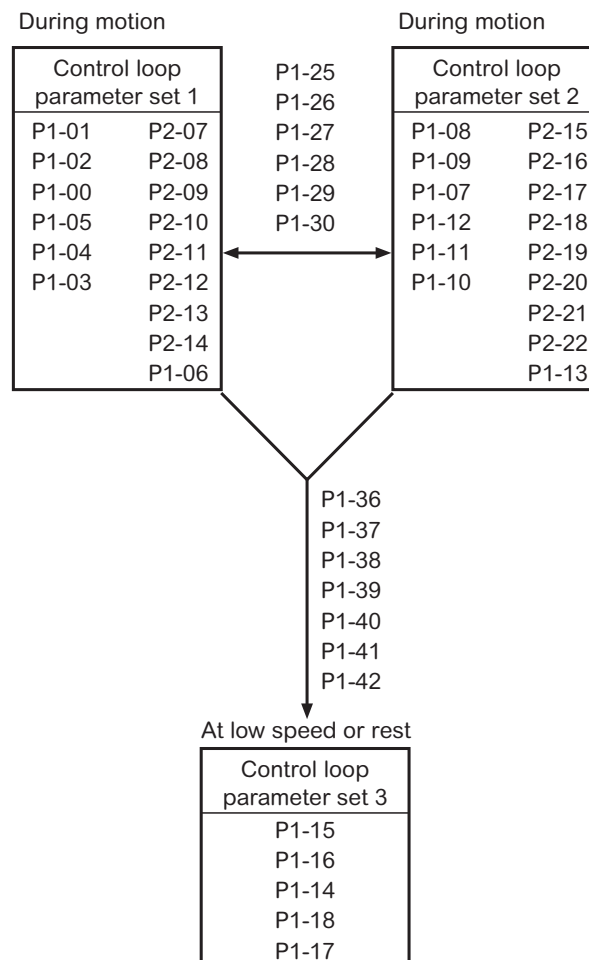 During motion
During motion
Control loop
parameter set 1
P1-01 P2-07
P1-02 P2-08
P1-00 P2-09
P1-05 P2-10
P1-04 P2-11
P1-03 P2-12
P2-13
P2-14
P1-06
P1-25
P1-26
P1-27
P1-28
P1-29
P1-30
Control loop
parameter set 2
P1-08 P2-15
P1-09 P2-16
P1-07 P2-17
P1-12 P2-18
P1-11 P2-19
P1-10 P2-20
P2-21
P2-22
P1-13
P1-36
P1-37
P1-38
P1-39
P1-40
P1-41
P1-42
At low speed or rest
Control loop
parameter set 3
P1-15
P1-16
P1-14
P1-18
P1-17